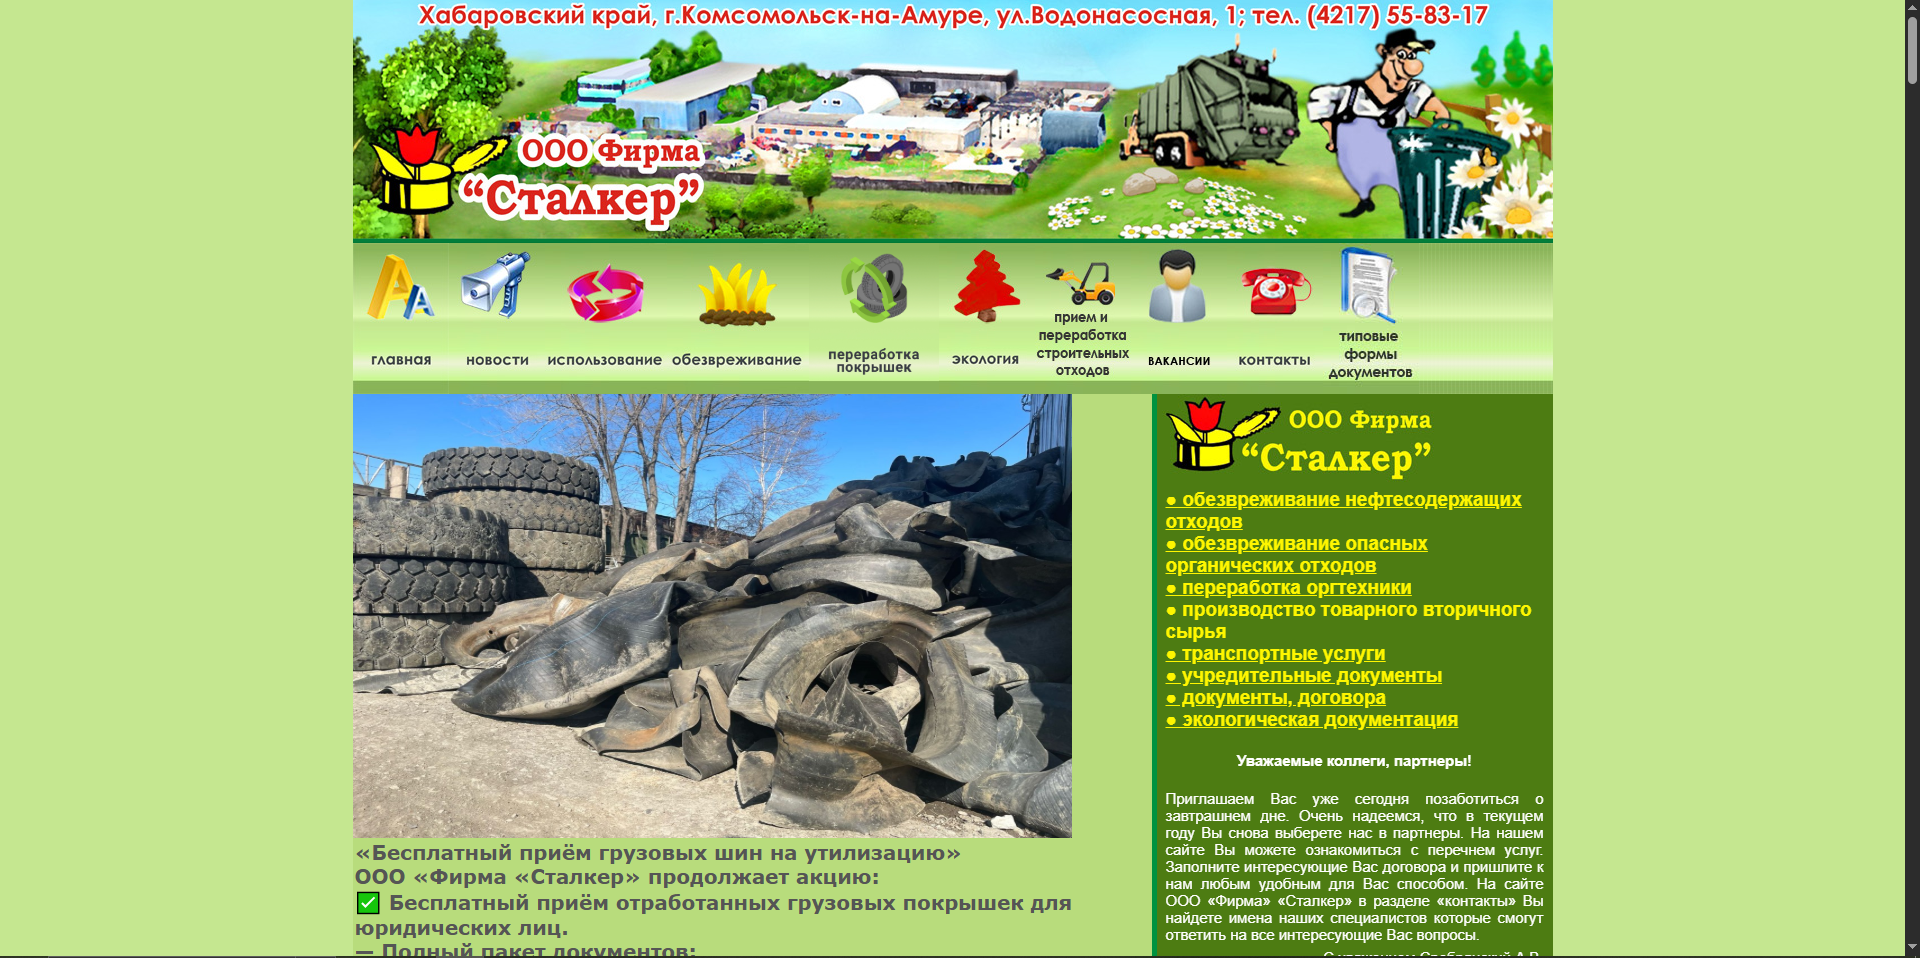 Хабаровский край, г.Комсомольск-на-Амуре, ул.Водонасосная, 1; тел. (4217) 55-83-17
ООО Фирма
“Сталкер”
главная
новости
использование
обезвреживание
переработка
покрышек
экология
прием и
переработка
строительных
отходов
ВАКАНСИИ
контакты
типовые
формы
документов
«Бесплатный приём грузовых шин на утилизацию»
ООО «Фирма «Сталкер» продолжает акцию:
✅ Бесплатный приём отработанных грузовых покрышек для
юридических лиц.
— Полный пакет документов:
ООО Фирма
“Сталкер”
● обезвреживание нефтесодержащих
отходов
● обезвреживание опасных
органических отходов
● переработка оргтехники
● производство товарного вторичного
сырья
● транспортные услуги
● учредительные документы
● документы, договора
● экологическая документация
Уважаемые коллеги, партнеры!
Приглашаем Вас уже сегодня позаботиться о
завтрашнем дне. Очень надеемся, что в текущем
году Вы снова выберете нас в партнеры. На нашем
сайте Вы можете ознакомиться с перечнем услуг.
Заполните интересующие Вас договора и пришлите к
нам любым удобным для Вас способом. На сайте
ООО «Фирма» «Сталкер» в разделе «контакты» Вы
найдете имена наших специалистов которые смогут
ответить на все интересующие Вас вопросы.